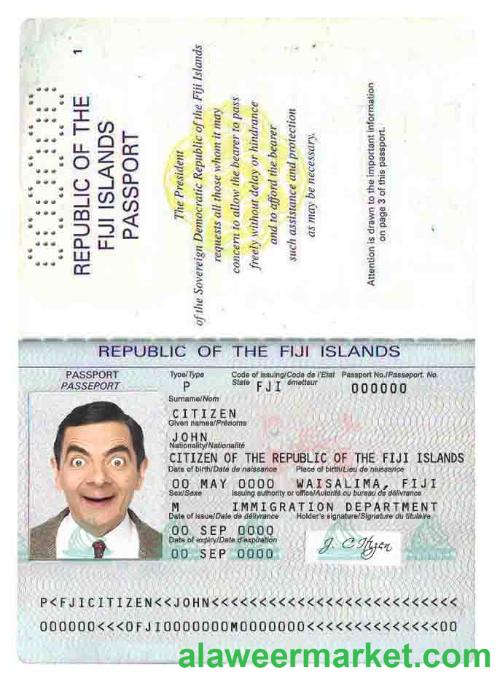 1
REPUBLIC OF THE
FIJI ISLANDS
PASSPORT
The President
of the Sovereign Democratic Republic of the Fiji Islands
requests all those whom it may
concern to allow the bearer to pass
freely without delay or hindrance
and to afford the bearer
such assistance and protection
as may be necessary.
Attention is drawn to the important information
on page 3 of this passport.
REPUBLIC OF THE FIJI ISLANDS
PASSPORT
PASSEPORT
Type/Type
P
Code of issuing/Code de l'Etat
State FJI émetteur
Passport No./Passeport. No.
000000
Surname/Nom
CITIZEN
Given names/Prénoms
JOHN
Nationality/Nationalité
CITIZEN OF THE REPUBLIC OF THE FIJI ISLANDS
Date of birth/Date de naissance Place of birth/Lieu de naissance
00 MAY 0000 WAISALIMA, FIJI
Sex/Sexe Issuing authority or office/Autorité ou bureau de délivrance
M IMMIGRATION DEPARTMENT
Date of issue/Date de délivrance Holder's signature/Signature du titulaire
00 SEP 0000
Date of expiry/Date d'expiration
00 SEP 0000
J. Citizen
P<FJICITIZEN<<JOHN<<<<<<<<<<<<<<<<<<<<<<<<<<
000000<<<0FJI0000000M0000000<<<<<<<<<<<<<<00
alaweermarket.com